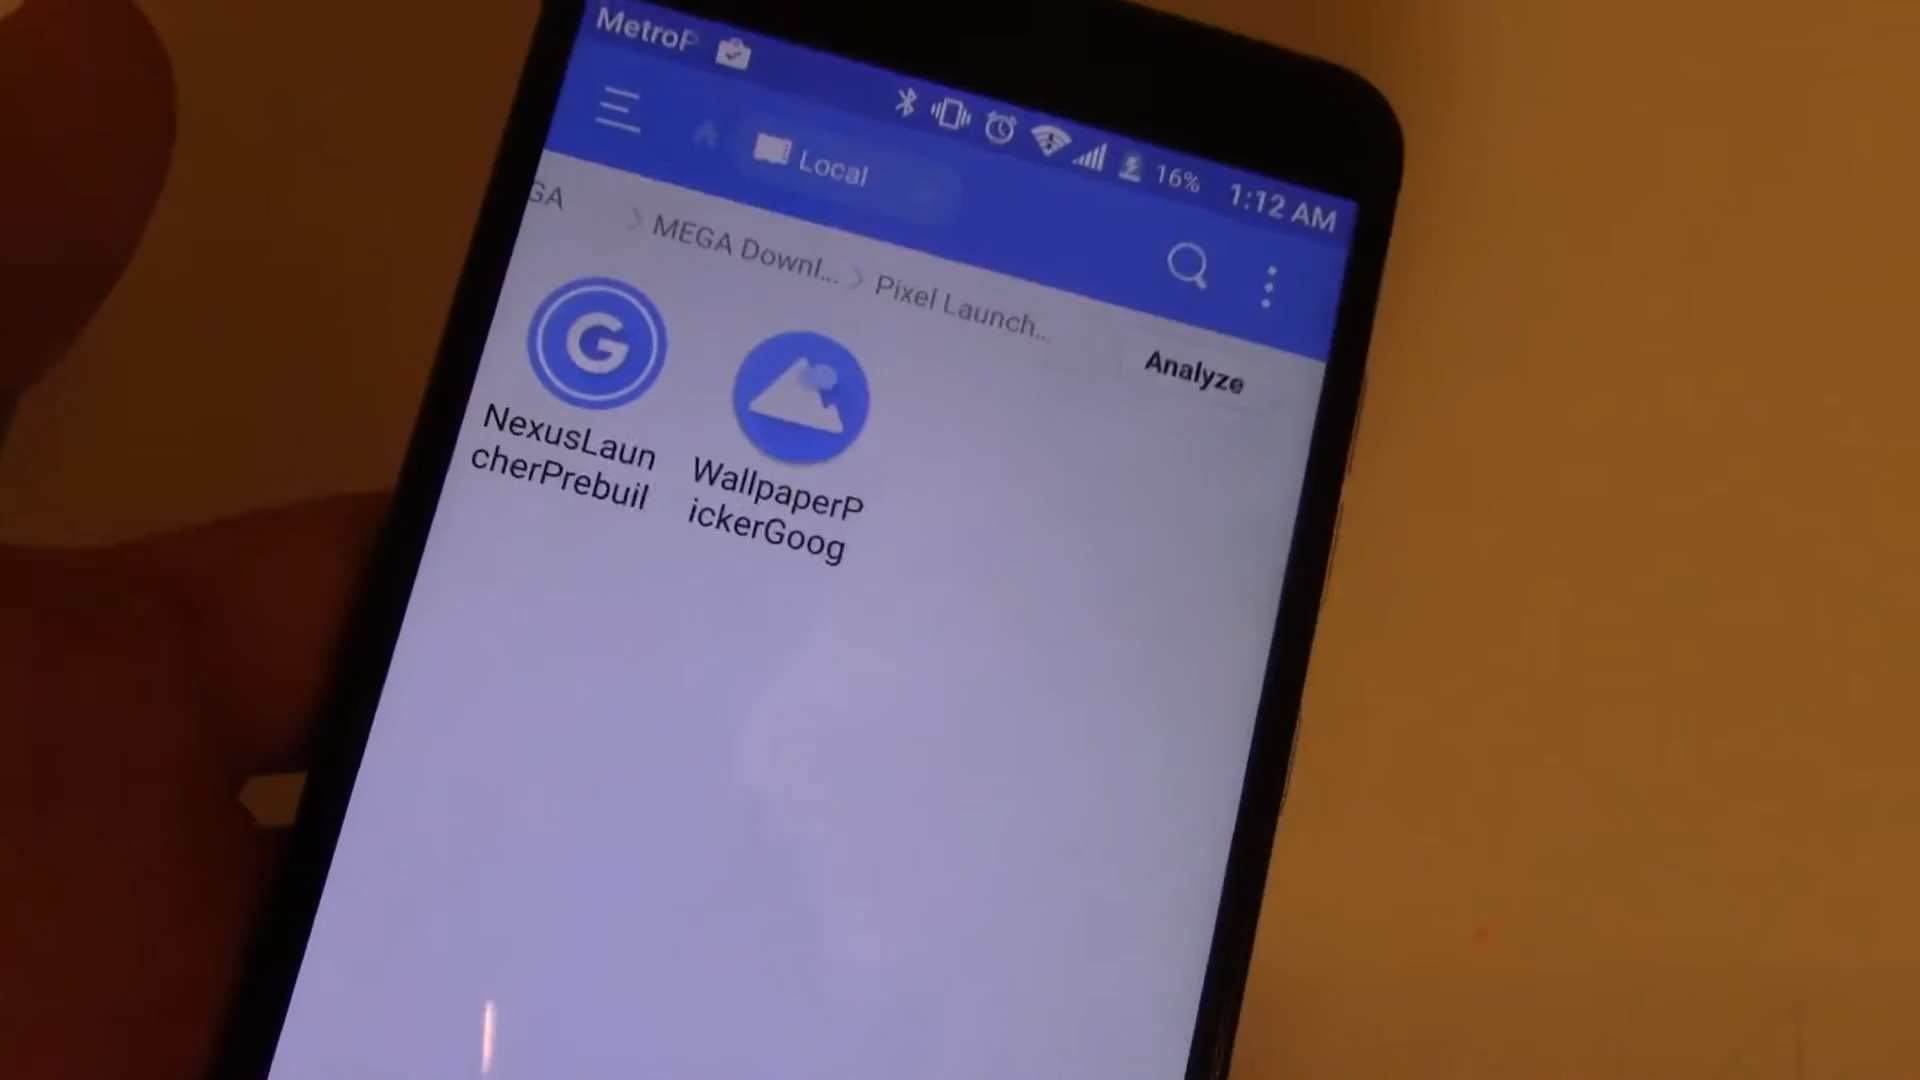 MetroP
16% 1:12 AM
Local
GA MEGA Downl... Pixel Launch...
Analyze
G
NexusLaun
cherPrebuil
WallpaperP
ickerGoog